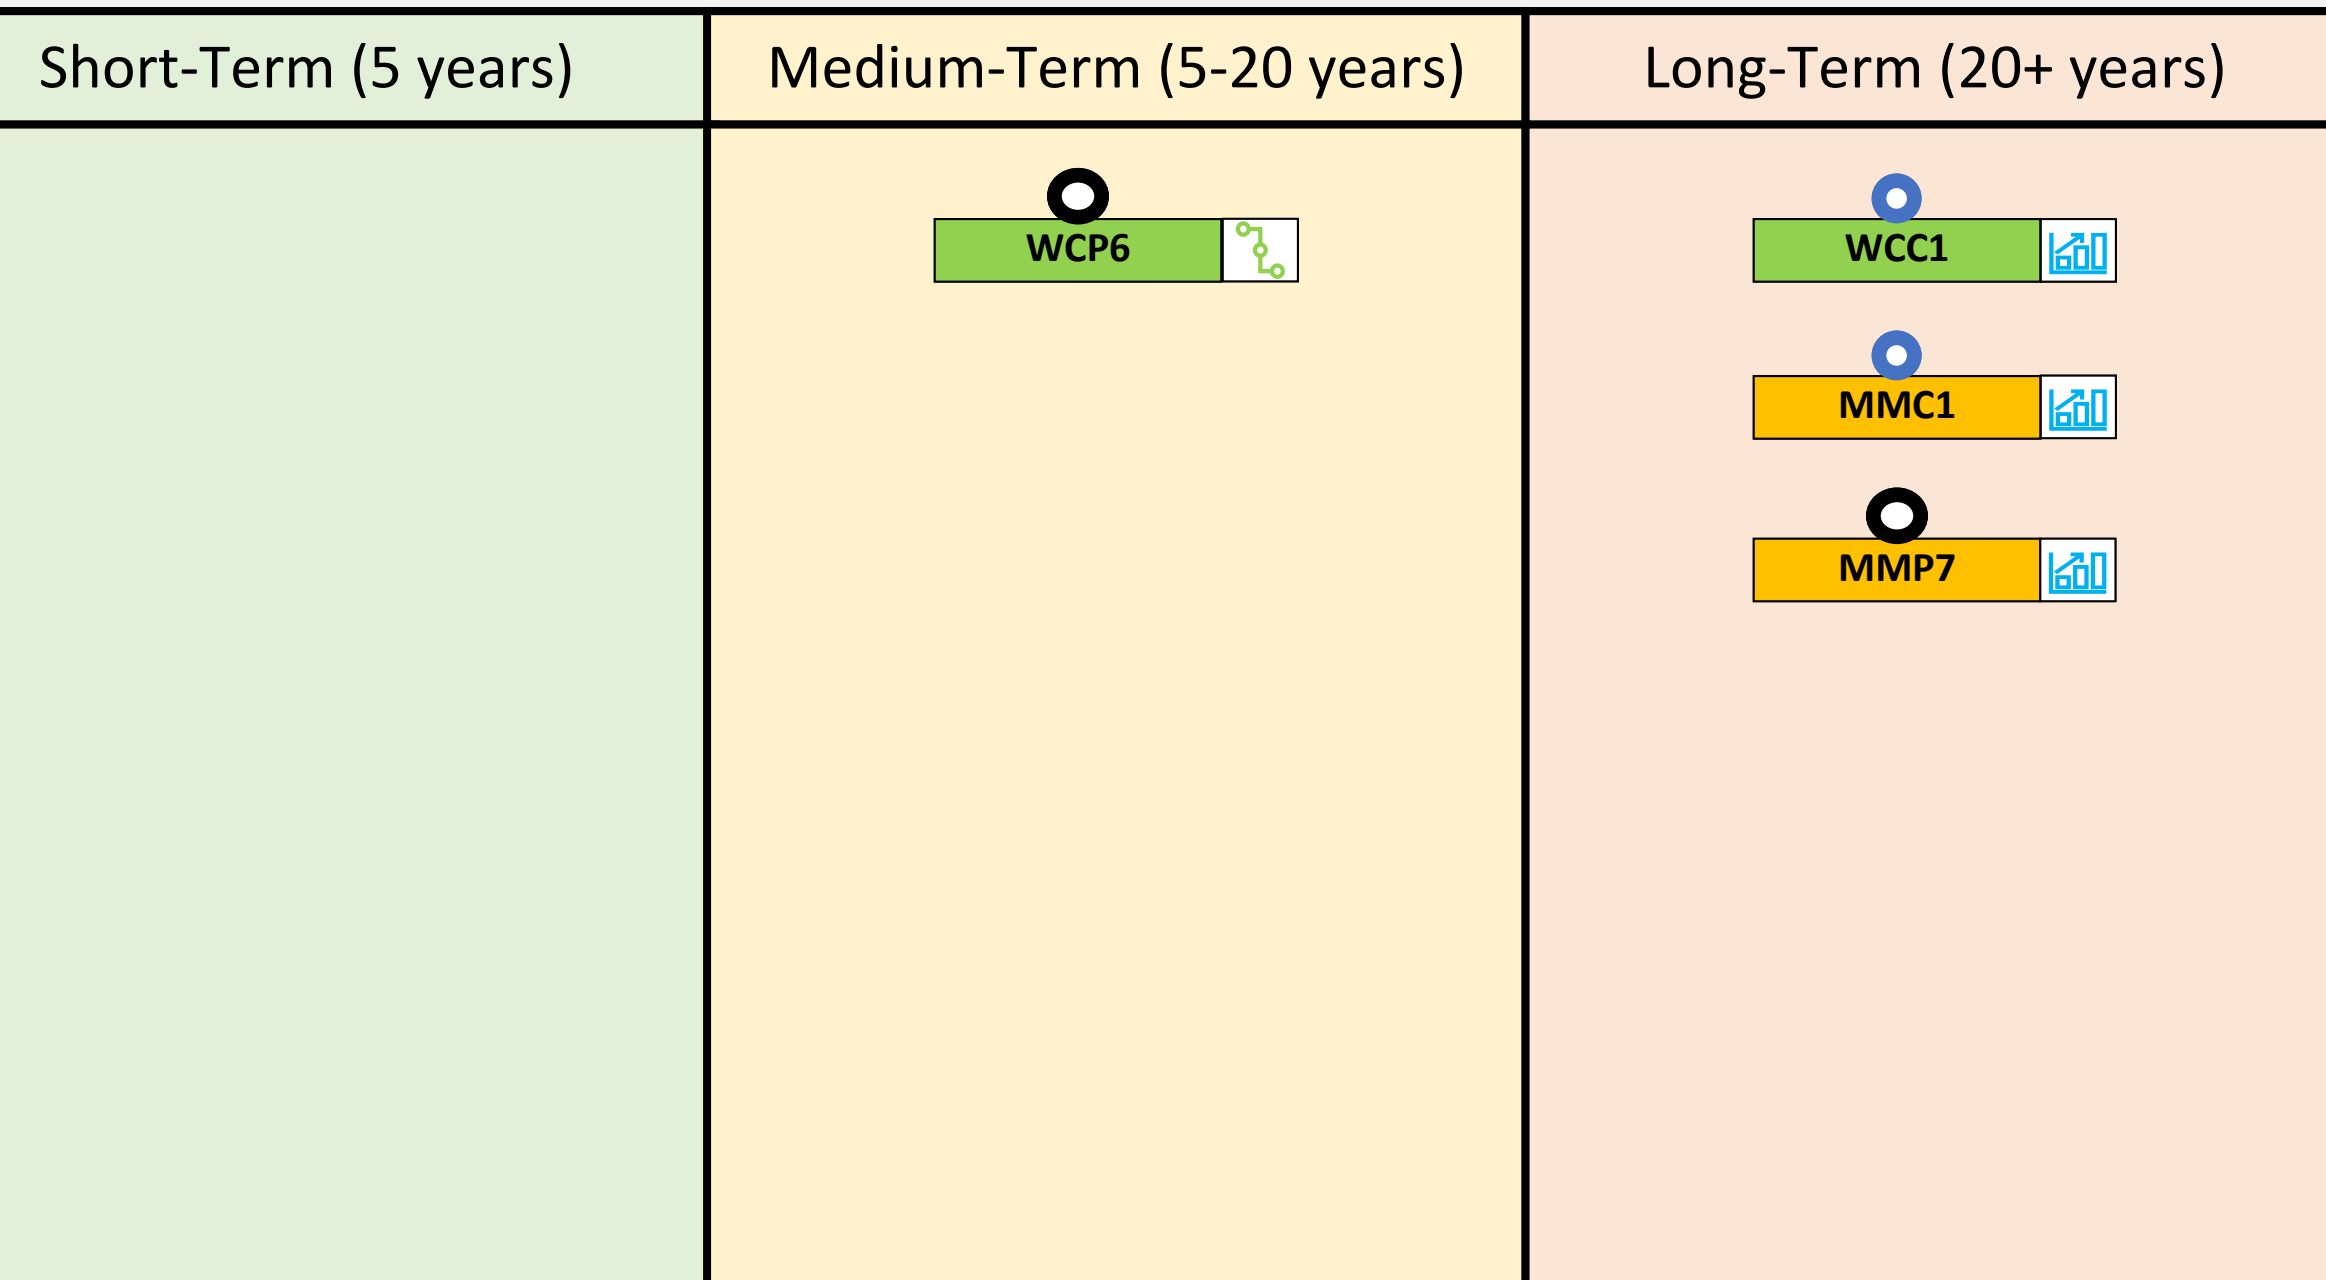 Short-Term (5 years)
Medium-Term (5-20 years)
Long-Term (20+ years)
WCP6
WCC1
MMC1
MMP7